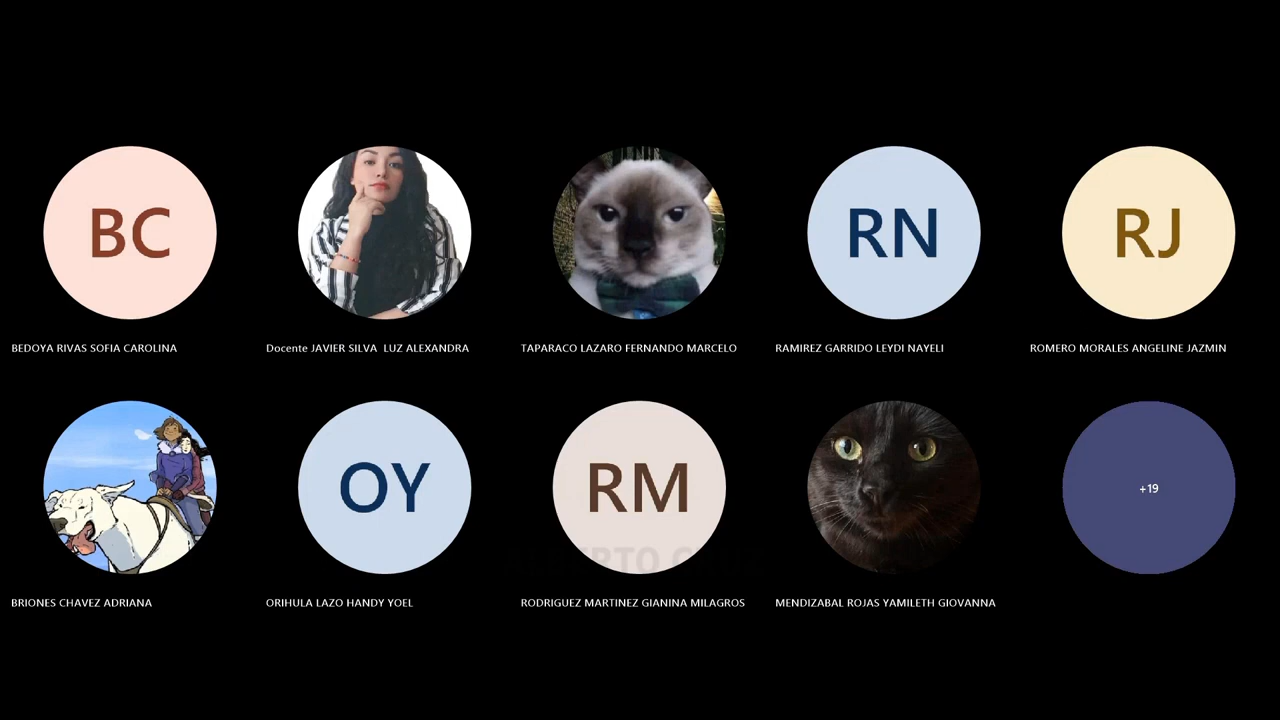 BC
RN
RJ
BEDOYA RIVAS SOFIA CAROLINA
Docente JAVIER SILVA  LUZ ALEXANDRA
TAPARACO LAZARO FERNANDO MARCELO
RAMIREZ GARRIDO LEYDI NAYELI
ROMERO MORALES ANGELINE JAZMIN
OY
RM
+19
BRIONES CHAVEZ ADRIANA
ORIHULA LAZO HANDY YOEL
RODRIGUEZ MARTINEZ GIANINA MILAGROS
MENDIZABAL ROJAS YAMILETH GIOVANNA